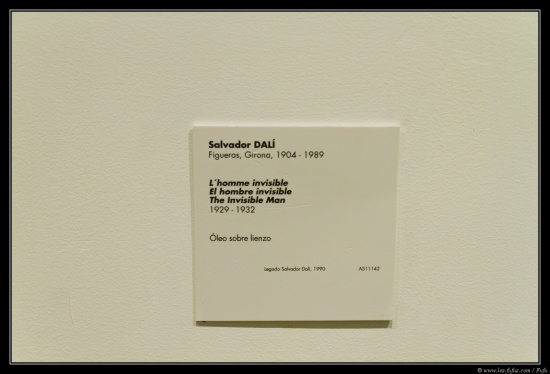 Salvador DALÍ
Figueras, Girona, 1904 - 1989
L´homme invisible
El hombre invisible
The Invisible Man
1929 - 1932
Óleo sobre lienzo
Legado Salvador Dalí, 1990 AS11142